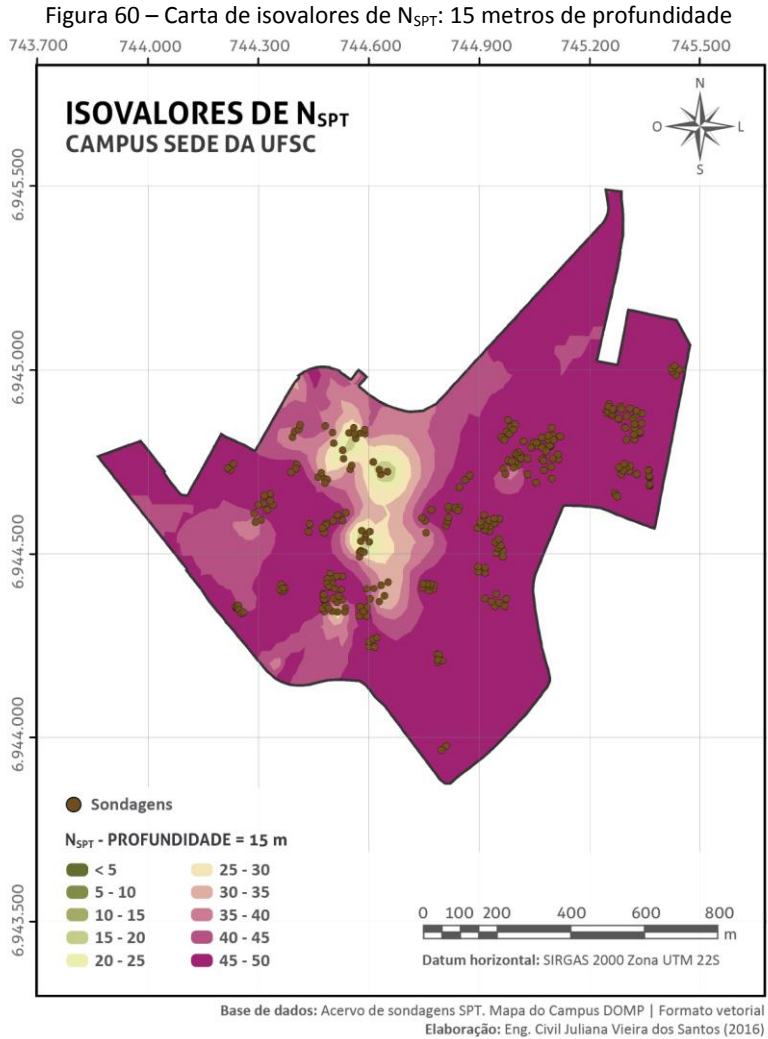 Figura 60 – Carta de isovalores de NSPT: 15 metros de profundidade
743.700 744.000 744.300 744.600 744.900 745.200 745.500
ISOVALORES DE NSPT
CAMPUS SEDE DA UFSC
N
O L
S
6.945.500
6.945.000
6.944.500
6.944.000
6.943.500
Sondagens
NSPT - PROFUNDIDADE = 15 m
< 5 25 - 30
5 - 10 30 - 35
10 - 15 35 - 40
15 - 20 40 - 45
20 - 25 45 - 50
0 100 200 400 600 800
m
Datum horizontal: SIRGAS 2000 Zona UTM 22S
Base de dados: Acervo de sondagens SPT. Mapa do Campus DOMP | Formato vetorial
Elaboração: Eng. Civil Juliana Vieira dos Santos (2016)